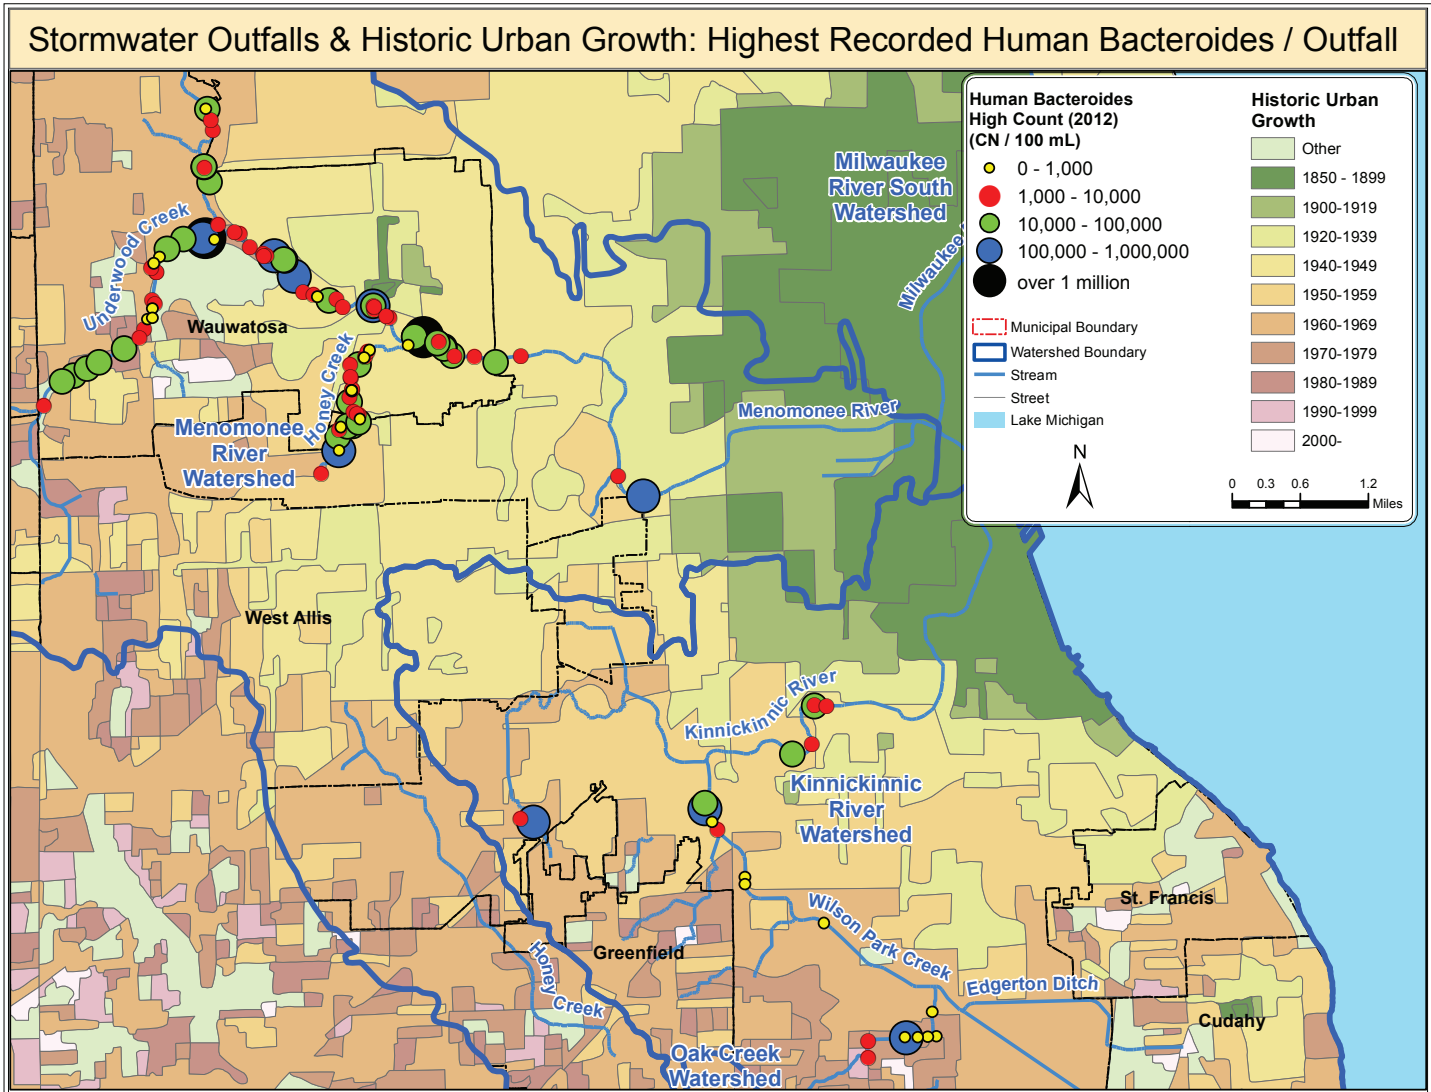 Stormwater Outfalls & Historic Urban Growth: Highest Recorded Human Bacteroides / Outfall
Human Bacteroides
High Count (2012)
(CN / 100 mL)
0 - 1,000
1,000 - 10,000
10,000 - 100,000
100,000 - 1,000,000
over 1 million
Municipal Boundary
Watershed Boundary
Stream
Street
Lake Michigan
Historic Urban
Growth
Other
1850 - 1899
1900-1919
1920-1939
1940-1949
1950-1959
1960-1969
1970-1979
1980-1989
1990-1999
2000-
N
0 0.3 0.6 1.2
Miles
Milwaukee
River South
Watershed
Milwaukee
Underwood Creek
Wauwatosa
Honey Creek
Menomonee
River
Watershed
Menomonee River
West Allis
Kinnickinnic River
Kinnickinnic
River
Watershed
St. Francis
Wilson Park Creek
Greenfield
Honey
Creek
Edgerton Ditch
Cudahy
Oak Creek
Watershed